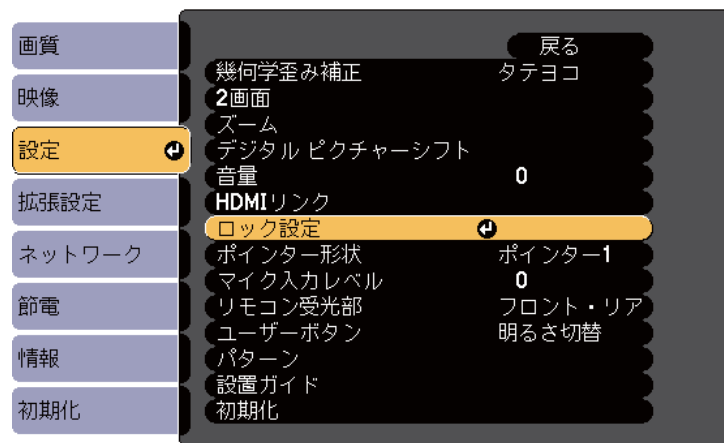 画質
映像
設定
拡張設定
ネットワーク
節電
情報
初期化
戻る
幾何学歪み補正 タテヨコ
2画面
ズーム
デジタル ピクチャーシフト
音量 0
HDMIリンク
ロック設定
ポインター形状 ポインター1
マイク入力レベル 0
リモコン受光部 フロント・リア
ユーザーボタン 明るさ切替
パターン
設置ガイド
初期化